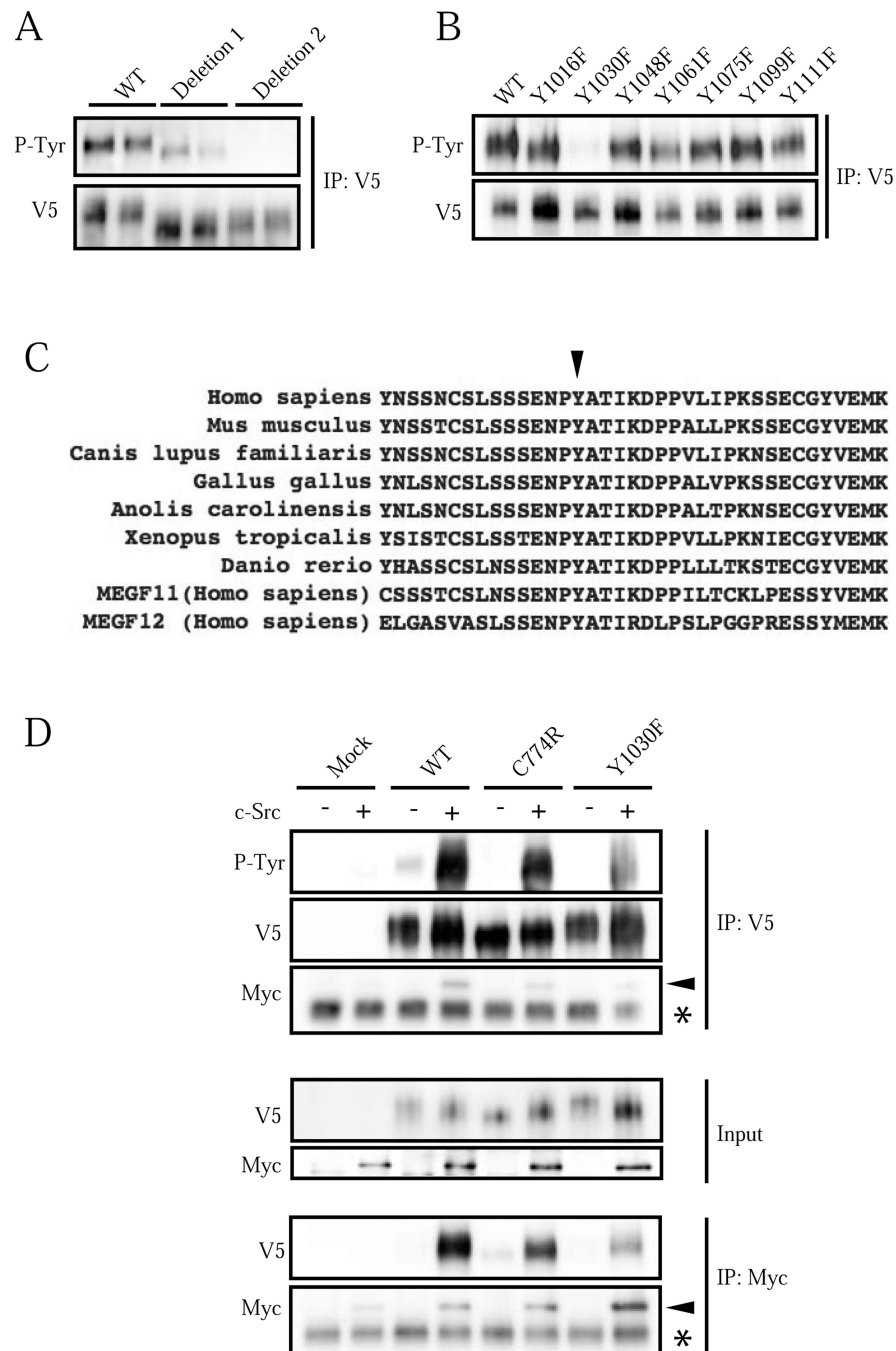 A
WT Deletion 1 Deletion 2
P-Tyr
V5
IP: V5
B
WT Y1016F Y1030F Y1048F Y1061F Y1075F Y1099F Y1111F
P-Tyr
V5
IP: V5
C
Homo sapiens YNSSNCSLSSSENPYATIKDPPVLIPKSSECGYVEMK
Mus musculus YNSSTCSLSSSENPYATIKDPPALLPKSSECGYVEMK
Canis lupus familiaris YNSSNCSLSSSENPYATIKDPPVLIPKNSECGYVEMK
Gallus gallus YNLSNCSLSSSENPYATIKDPPALVPKSSECGYVEMK
Anolis carolinensis YNLSNCSLSSSENPYATIKDPPALTPKNSECGYVEMK
Xenopus tropicalis YSISTCSLSSTENPYATIKDPPVLLPKNIECGYVEMK
Danio rerio YHASSCSLNSSENPYATIKDPPLLLTKSTECGYVEMK
MEGF11(Homo sapiens) CSSSTCSLNSSENPYATIKDPPILTCKLPESSYVEMK
MEGF12 (Homo sapiens) ELGASVASLSSENPYATIRDLPSLPGGPRESSYMEMK
D
Mock WT C774R Y1030F
c-Src - + - + - + - +
P-Tyr
V5
Myc
*
IP: V5
V5
Myc
Input
V5
Myc
*
IP: Myc